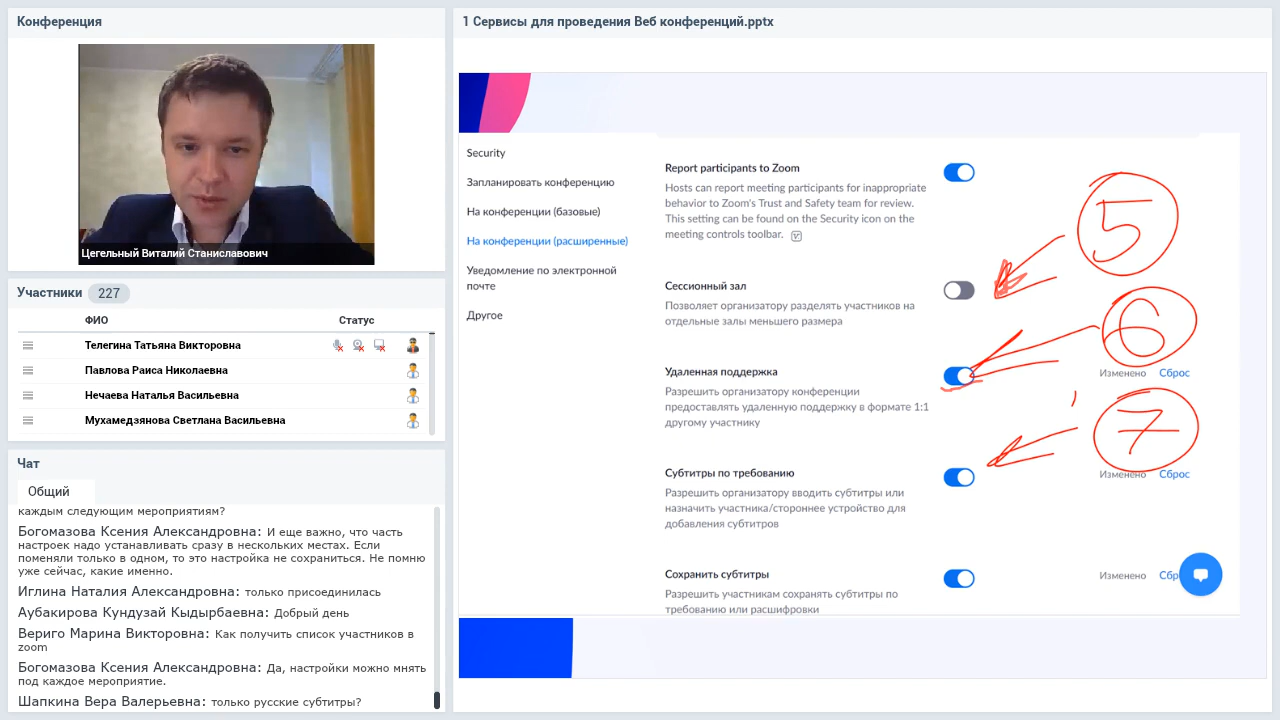 Конференция
Цегельный Виталий Станиславович
Участники 227
ФИО Статус
Телегина Татьяна Викторовна
Павлова Раиса Николаевна
Нечаева Наталья Васильевна
Мухамедзянова Светлана Васильевна
Чат
Общий
каждым следующим мероприятиям?
Богомазова Ксения Александровна: И еще важно, что часть
настроек надо устанавливать сразу в нескольких местах. Если
поменяли только в одном, то это настройка не сохраниться. Не помню
уже сейчас, какие именно.
Иглина Наталия Александровна: только присоединилась
Аубакирова Кундузай Кыдырбаевна: Добрый день
Вериго Марина Викторовна: Как получить список участников в
zoom
Богомазова Ксения Александровна: Да, настройки можно мнять
под каждое мероприятие.
Шапкина Вера Валерьевна: только русские субтитры?
1 Сервисы для проведения Веб конференций.pptx
Security
Запланировать конференцию
На конференции (базовые)
На конференции (расширенные)
Уведомление по электронной
почте
Другое
Report participants to Zoom
Hosts can report meeting participants for inappropriate
behavior to Zoom's Trust and Safety team for review.
This setting can be found on the Security icon on the
meeting controls toolbar.
5
Сессионный зал
Позволяет организатору разделять участников на
отдельные залы меньшего размера
6
Удаленная поддержка
Изменено Сброс
Разрешить организатору конференции
предоставлять удаленную поддержку в формате 1:1
другому участнику
7
Субтитры по требованию
Изменено Сброс
Разрешить организатору вводить субтитры или
назначить участника/стороннее устройство для
добавления субтитров
Сохранить субтитры
Изменено Сбр
Разрешить участникам сохранять субтитры по
требованию или расшифровки